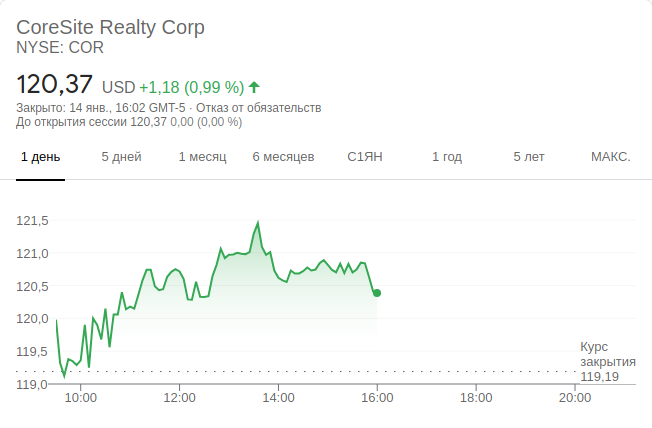 CoreSite Realty Corp
NYSE: COR
120,37 USD +1,18 (0,99 %)
Закрыто: 14 янв., 16:02 GMT-5 · Отказ от обязательств
До открытия сессии 120,37 0,00 (0,00 %)
1 день 5 дней 1 месяц 6 месяцев С1ЯН 1 год 5 лет МАКС.
121,5
121,0
120,5
120,0
119,5
119,0
Курс
закрытия
119,19
10:00 12:00 14:00 16:00 18:00 20:00